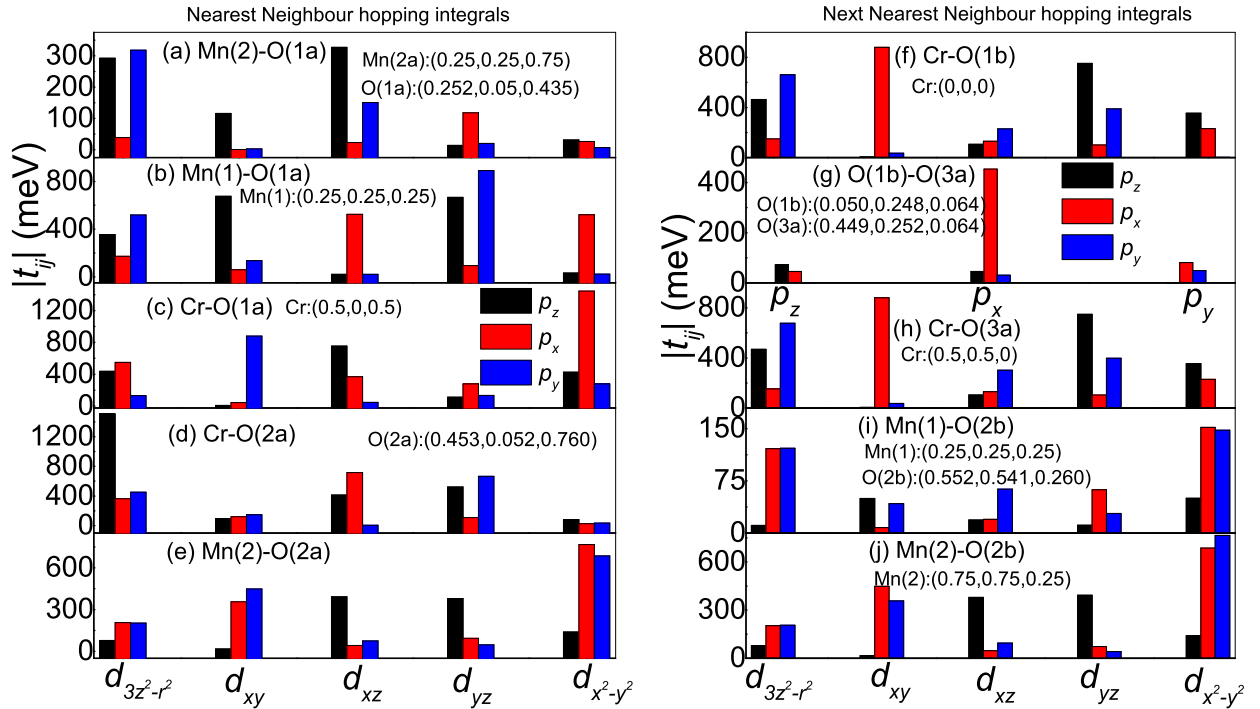 Nearest Neighbour hopping integrals
|t_ij| (meV)
(a) Mn(2)-O(1a)
Mn(2a):(0.25,0.25,0.75)
O(1a):(0.252,0.05,0.435)
300
200
100
0
(b) Mn(1)-O(1a)
Mn(1):(0.25,0.25,0.25)
800
400
0
(c) Cr-O(1a)
Cr:(0.5,0,0.5)
1200
800
400
0
p_z
p_x
p_y
(d) Cr-O(2a)
O(2a):(0.453,0.052,0.760)
1200
800
400
0
(e) Mn(2)-O(2a)
600
300
0
d_3z²-r²
d_xy
d_xz
d_yz
d_x²-y²
Next Nearest Neighbour hopping integrals
|t_ij| (meV)
(f) Cr-O(1b)
Cr:(0,0,0)
800
400
0
(g) O(1b)-O(3a)
O(1b):(0.050,0.248,0.064)
O(3a):(0.449,0.252,0.064)
400
200
0
p_z
p_x
p_y
p_z
p_x
p_y
(h) Cr-O(3a)
Cr:(0.5,0.5,0)
800
400
0
(i) Mn(1)-O(2b)
Mn(1):(0.25,0.25,0.25)
O(2b):(0.552,0.541,0.260)
150
75
0
(j) Mn(2)-O(2b)
Mn(2):(0.75,0.75,0.25)
600
300
0
d_3z²-r²
d_xy
d_xz
d_yz
d_x²-y²